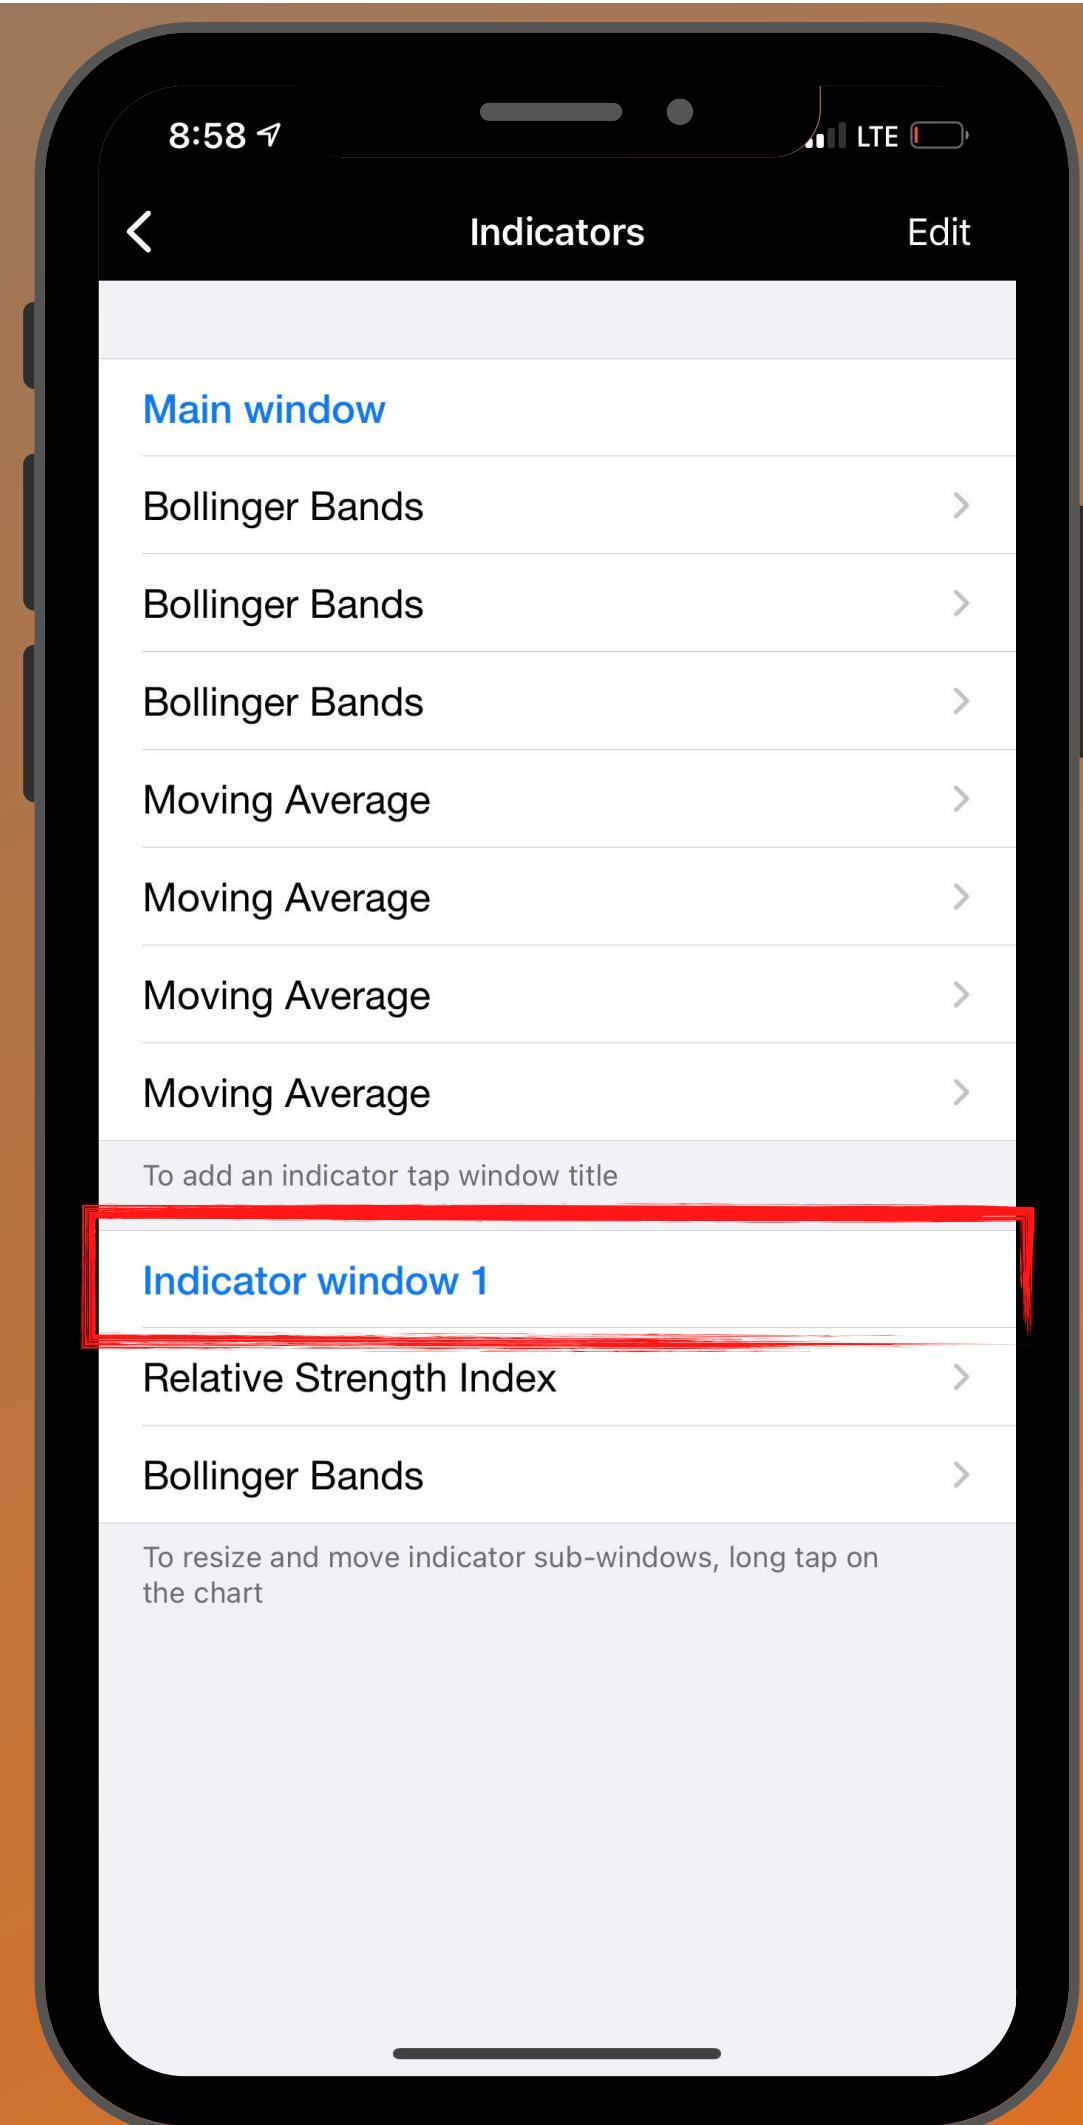 8:58
LTE
Indicators
Edit
Main window
Bollinger Bands
Bollinger Bands
Bollinger Bands
Moving Average
Moving Average
Moving Average
Moving Average
To add an indicator tap window title
Indicator window 1
Relative Strength Index
Bollinger Bands
To resize and move indicator sub-windows, long tap on
the chart